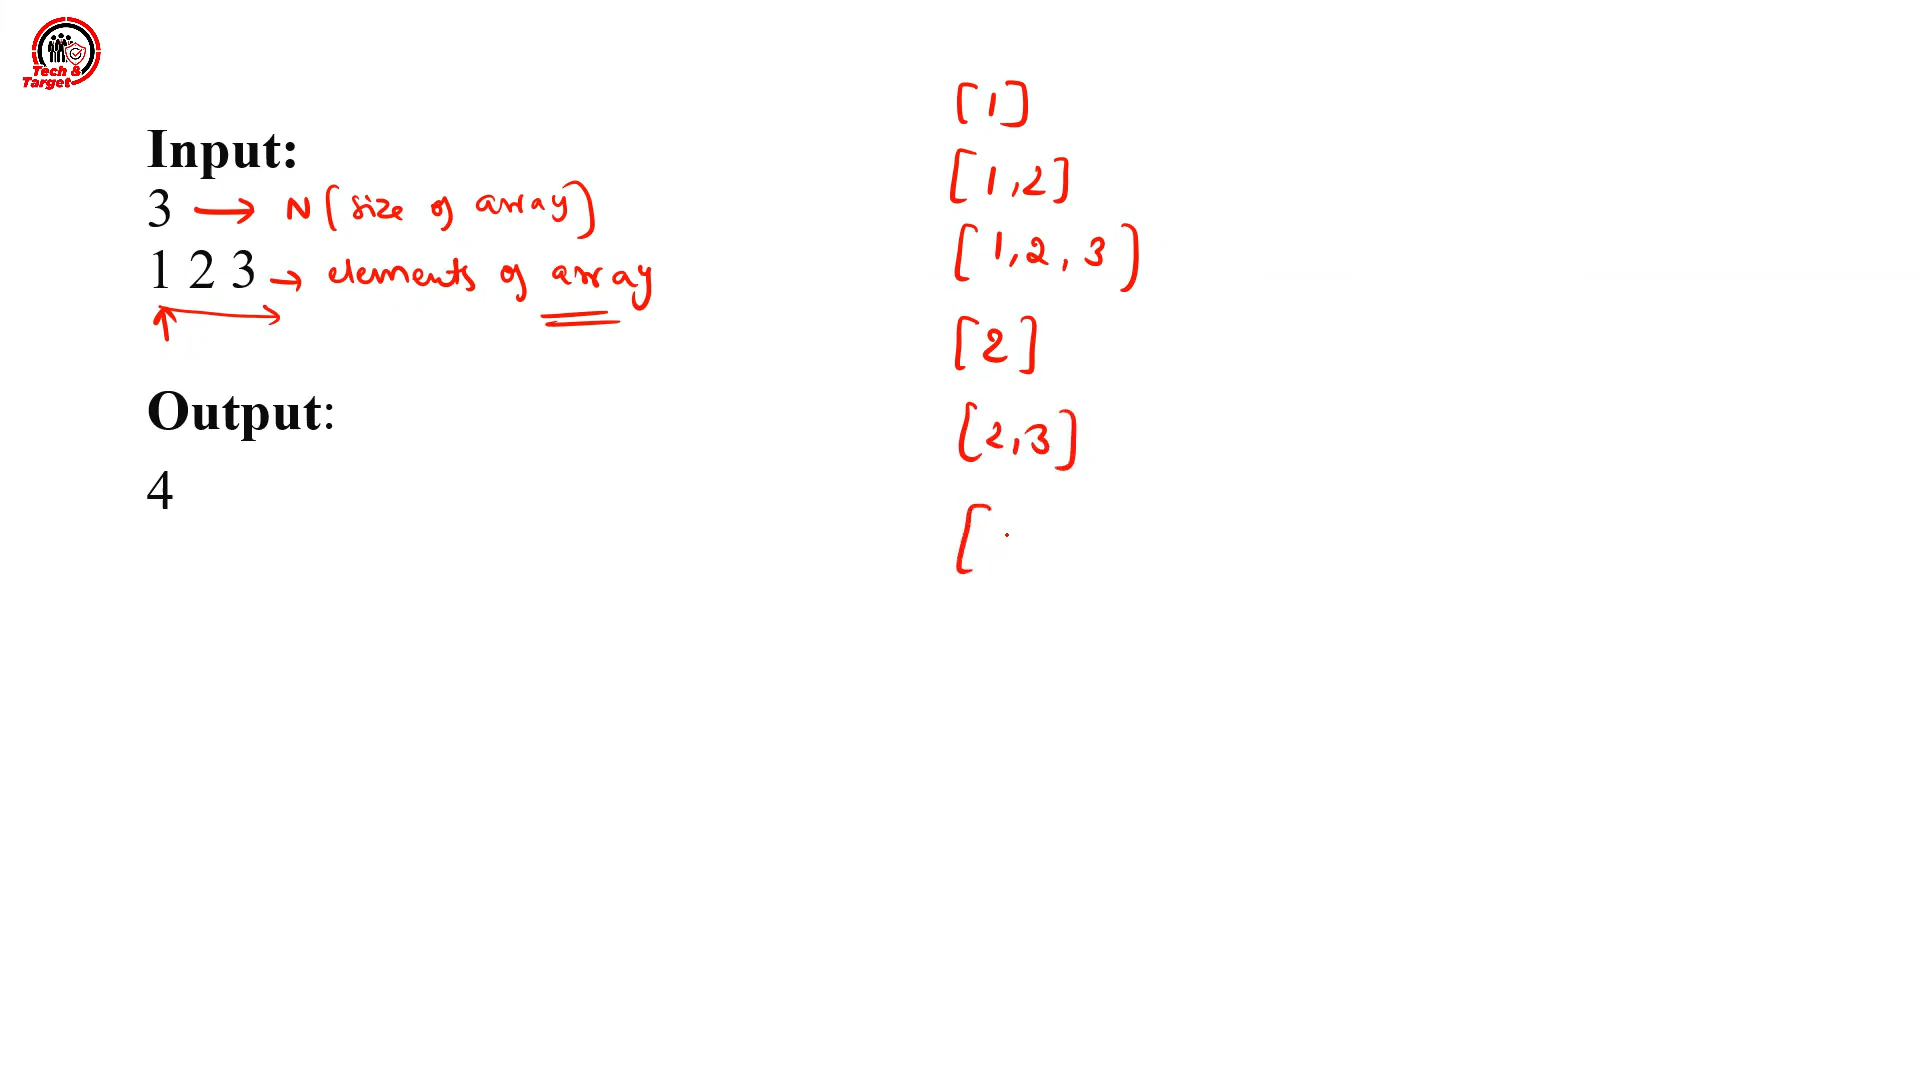 Tech &
Target
Input:
3 → N (size of array)
1 2 3 → elements of array
Output:
4
[1]
[1,2]
[1,2,3]
[2]
[2,3]
[